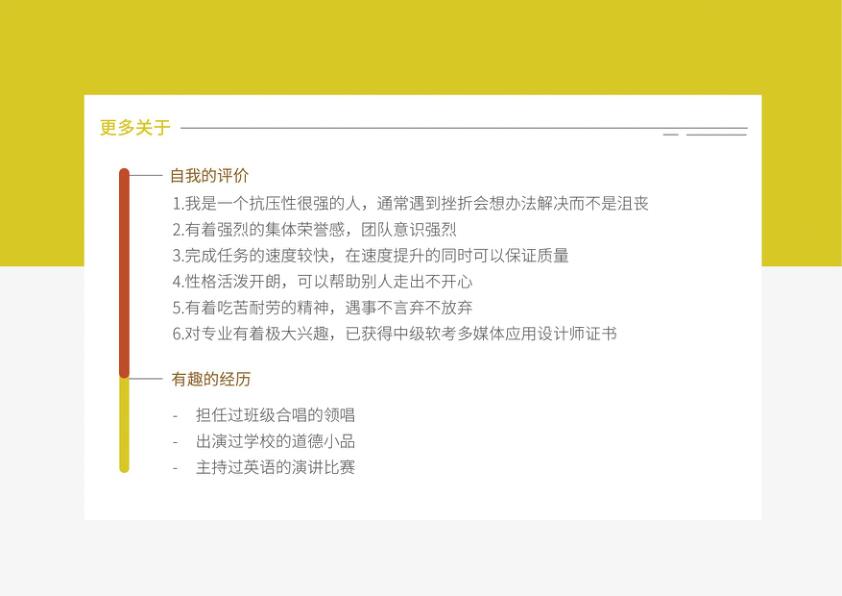 更多关于
自我的评价
1.我是一个抗压性很强的人，通常遇到挫折会想办法解决而不是沮丧
2.有着强烈的集体荣誉感，团队意识强烈
3.完成任务的速度较快，在速度提升的同时可以保证质量
4.性格活泼开朗，可以帮助别人走出不开心
5.有着吃苦耐劳的精神，遇事不言弃不放弃
6.对专业有着极大兴趣，已获得中级软考多媒体应用设计师证书
有趣的经历
- 担任过班级合唱的领唱
- 出演过学校的道德小品
- 主持过英语的演讲比赛